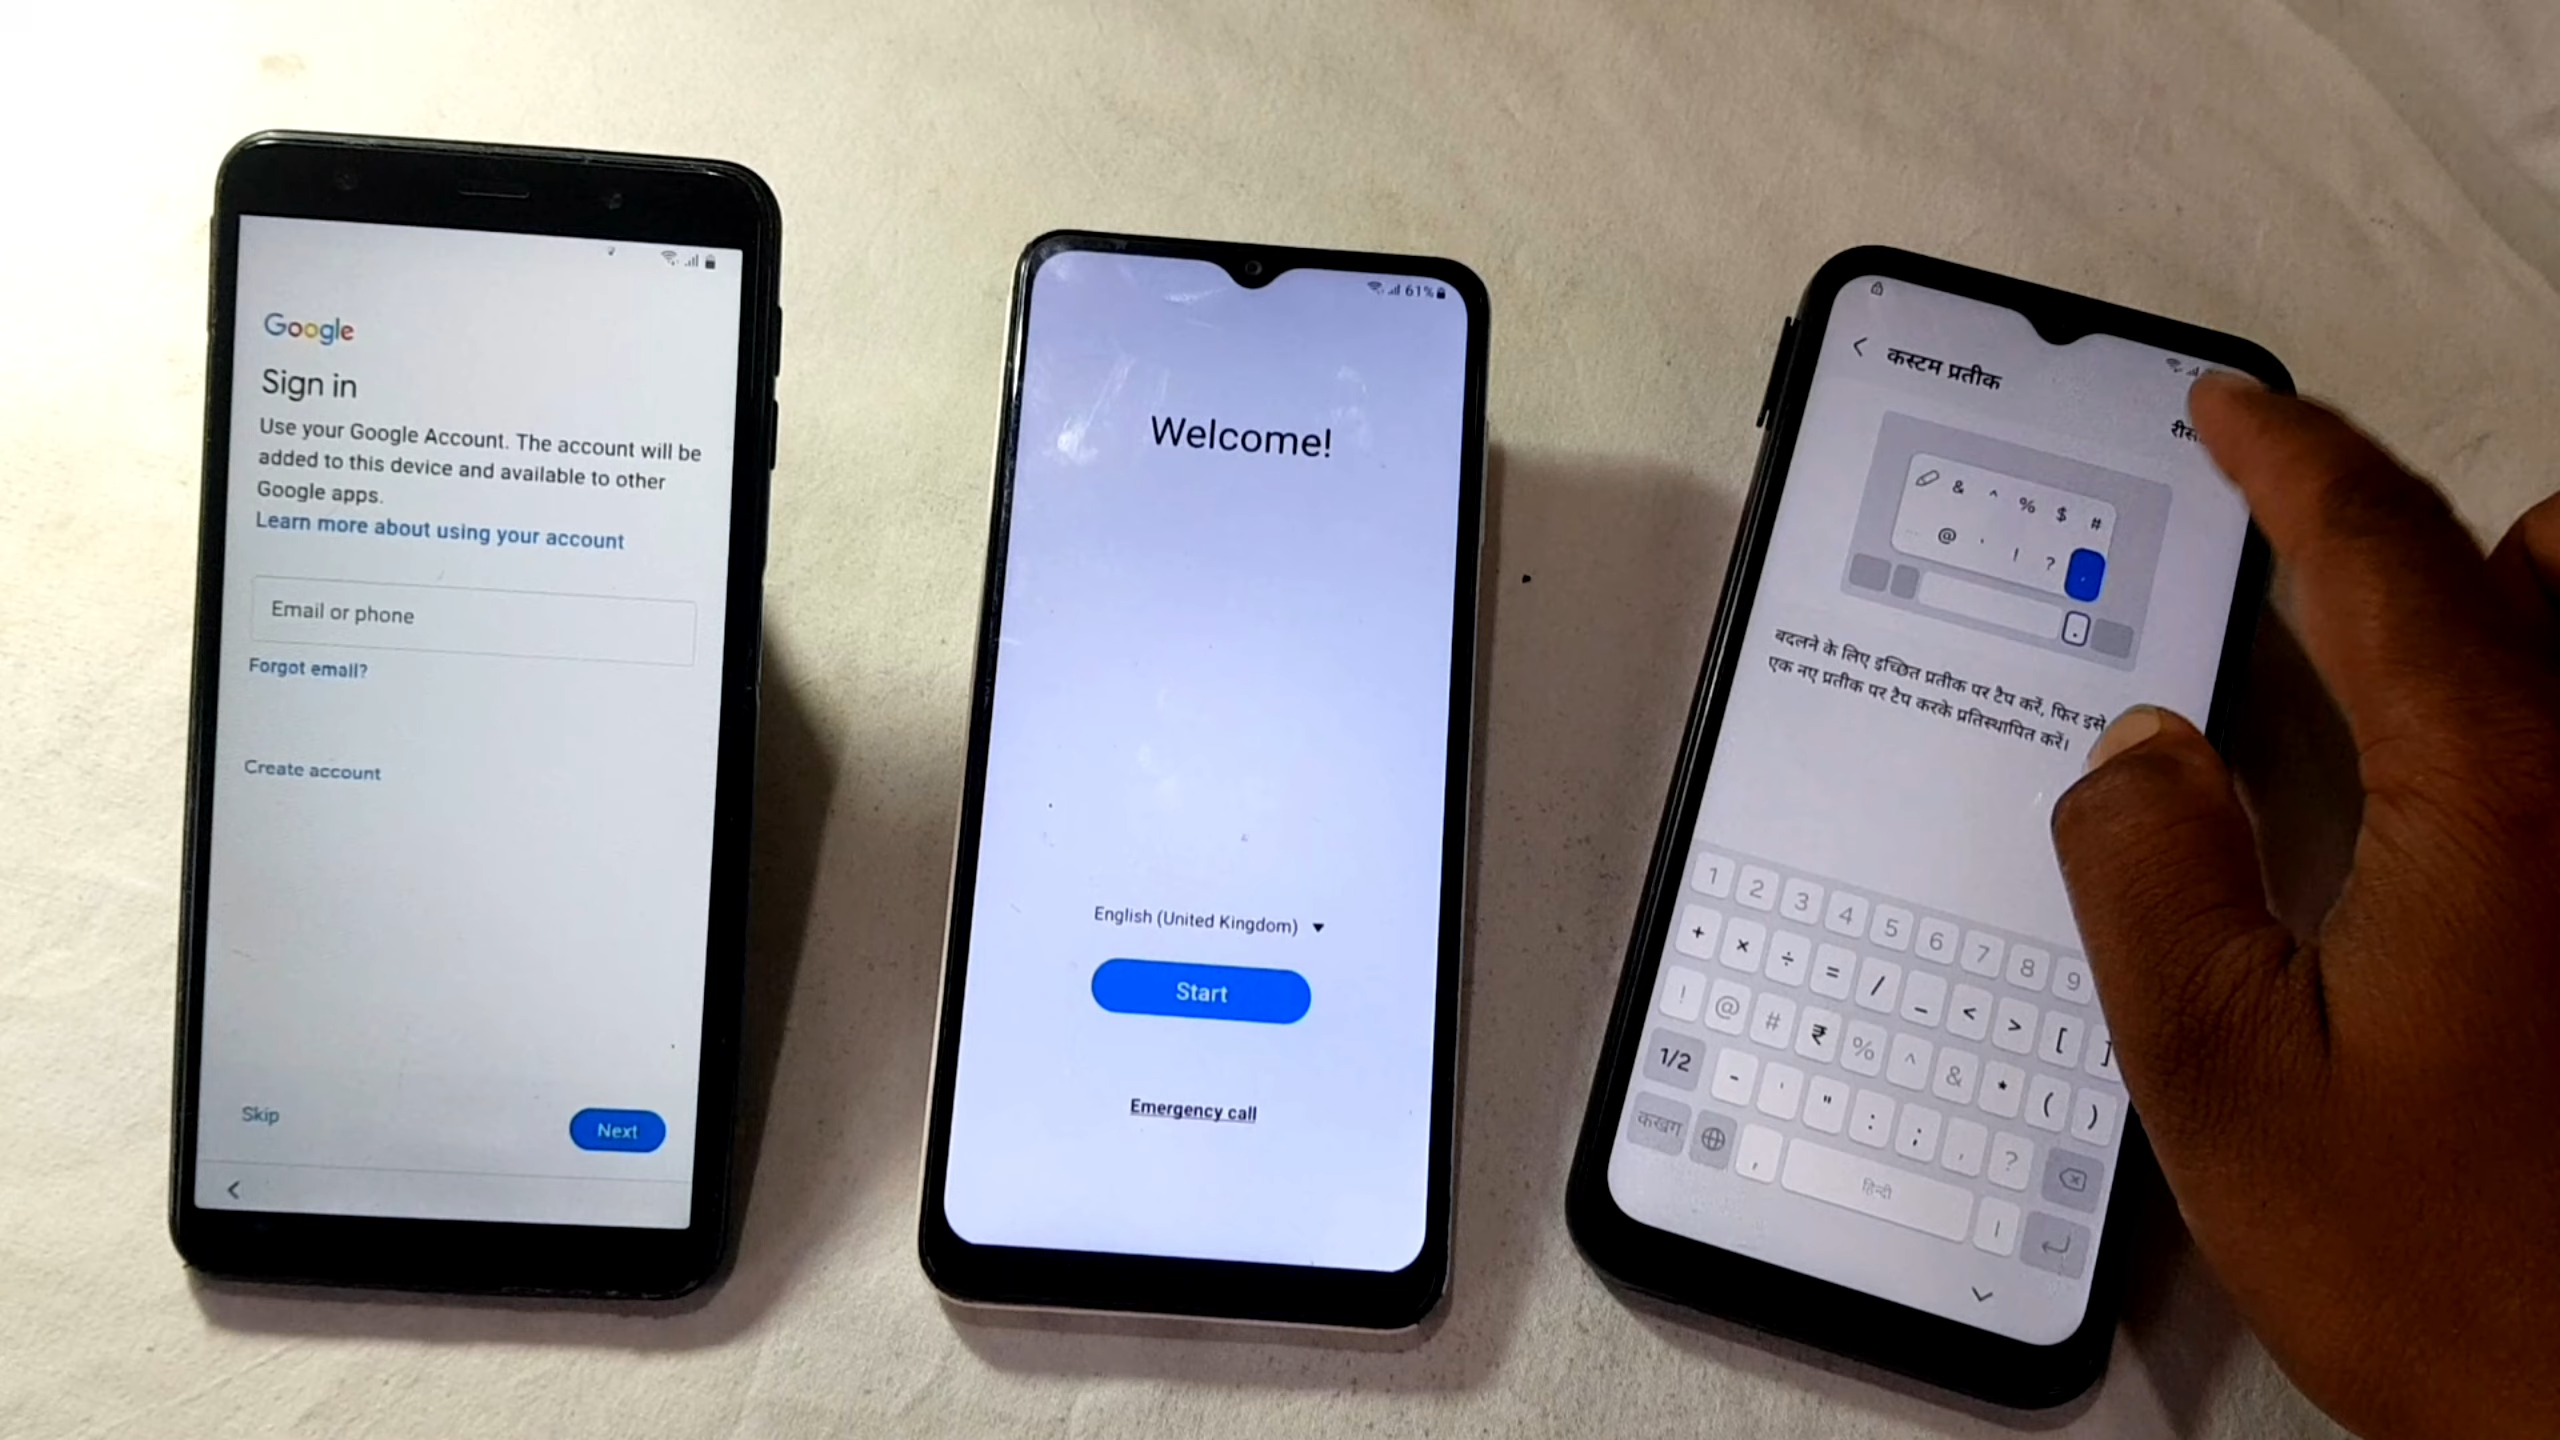 Google
Sign in
Use your Google Account. The account will be
added to this device and available to other
Google apps.
Learn more about using your account
Email or phone
Forgot email?
Create account
Skip
Next
61%
Welcome!
English (United Kingdom)
Start
Emergency call
कस्टम प्रतीक
& ^ % $ #
@ ! ?
बदलने के लिए इच्छित प्रतीक पर टैप करें, फिर इसे
एक नए प्रतीक पर टैप करके प्रतिस्थापित करें।
1 2 3 4 5 6 7 8 9
+ × ÷ = / _ < > [ ]
! @ # ₹ % ^ & * ( )
1/2 - ' " : ; , ?
कखग , हिन्दी ।